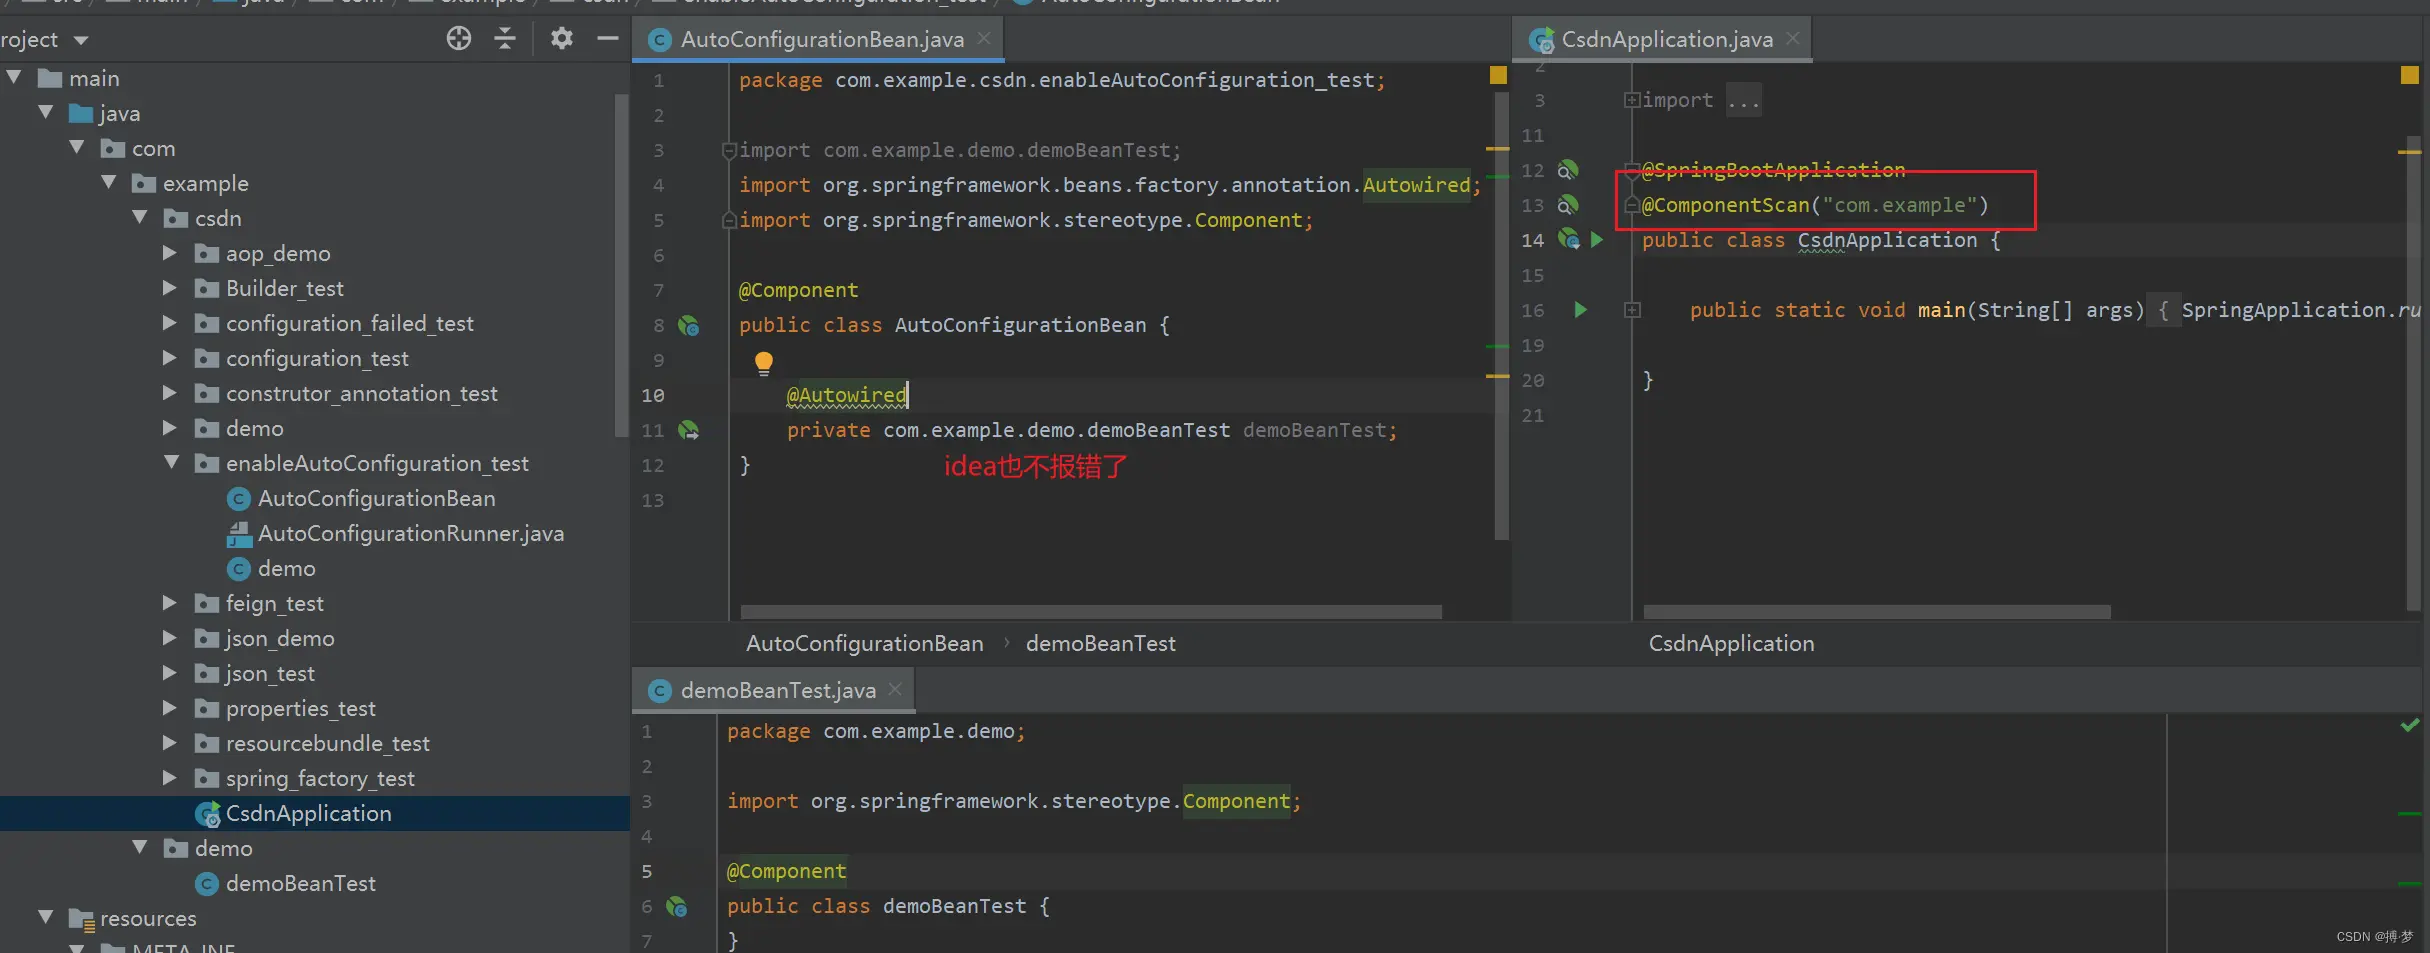 roject
main
java
com
example
csdn
aop_demo
Builder_test
configuration_failed_test
configuration_test
construtor_annotation_test
demo
enableAutoConfiguration_test
AutoConfigurationBean
AutoConfigurationRunner.java
demo
feign_test
json_demo
json_test
properties_test
resourcebundle_test
spring_factory_test
CsdnApplication
demo
demoBeanTest
resources
META-INF
AutoConfigurationBean.java
1 package com.example.csdn.enableAutoConfiguration_test;
2
3 import com.example.demo.demoBeanTest;
4 import org.springframework.beans.factory.annotation.Autowired;
5 import org.springframework.stereotype.Component;
6
7 @Component
8 public class AutoConfigurationBean {
9
10 @Autowired
11 private com.example.demo.demoBeanTest demoBeanTest;
12 }
idea也不报错了
13
AutoConfigurationBean › demoBeanTest
CsdnApplication.java
2
3 import ...
11
12 @SpringBootApplication
13 @ComponentScan("com.example")
14 public class CsdnApplication {
15
16 public static void main(String[] args) { SpringApplication.ru
19
20 }
21
CsdnApplication
demoBeanTest.java
1 package com.example.demo;
2
3 import org.springframework.stereotype.Component;
4
5 @Component
6 public class demoBeanTest {
7 }
CSDN @搏·梦